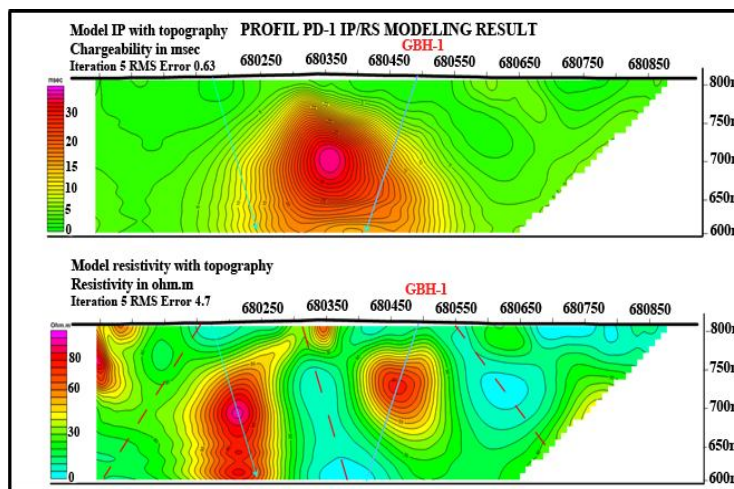 Model IP with topography PROFIL PD-1 IP/RS MODELING RESULT
Chargeability in msec GBH-1
Iteration 5 RMS Error 0.63 680250 680350 680450 680550 680650 680750 680850
msec
30
20
15
10
5
0
800m
750m
700m
650m
600m
Model resistivity with topography
Resistivity in ohm.m GBH-1
Iteration 5 RMS Error 4.7 680250 680350 680450 680550 680650 680750 680850
Ohm.m
80
60
30
0
800m
750m
700m
650m
600m